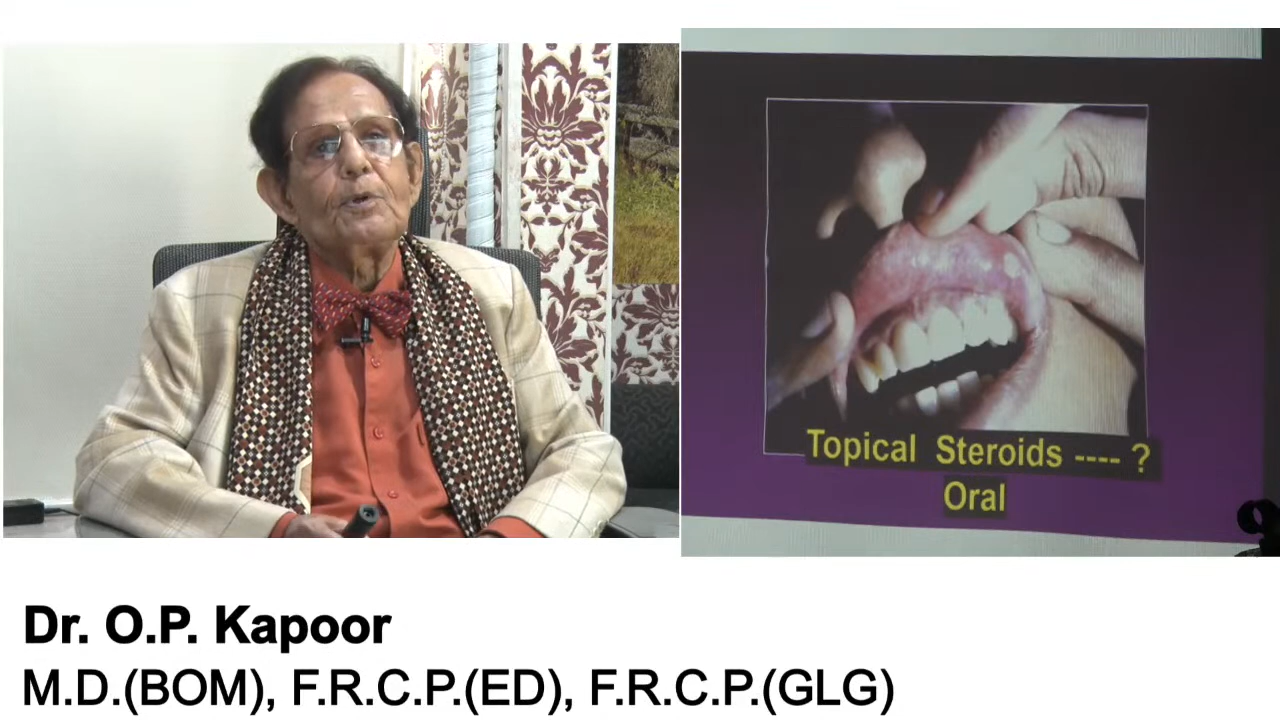 Topical Steroids ---- ?
Oral
Dr. O.P. Kapoor
M.D.(BOM), F.R.C.P.(ED), F.R.C.P.(GLG)